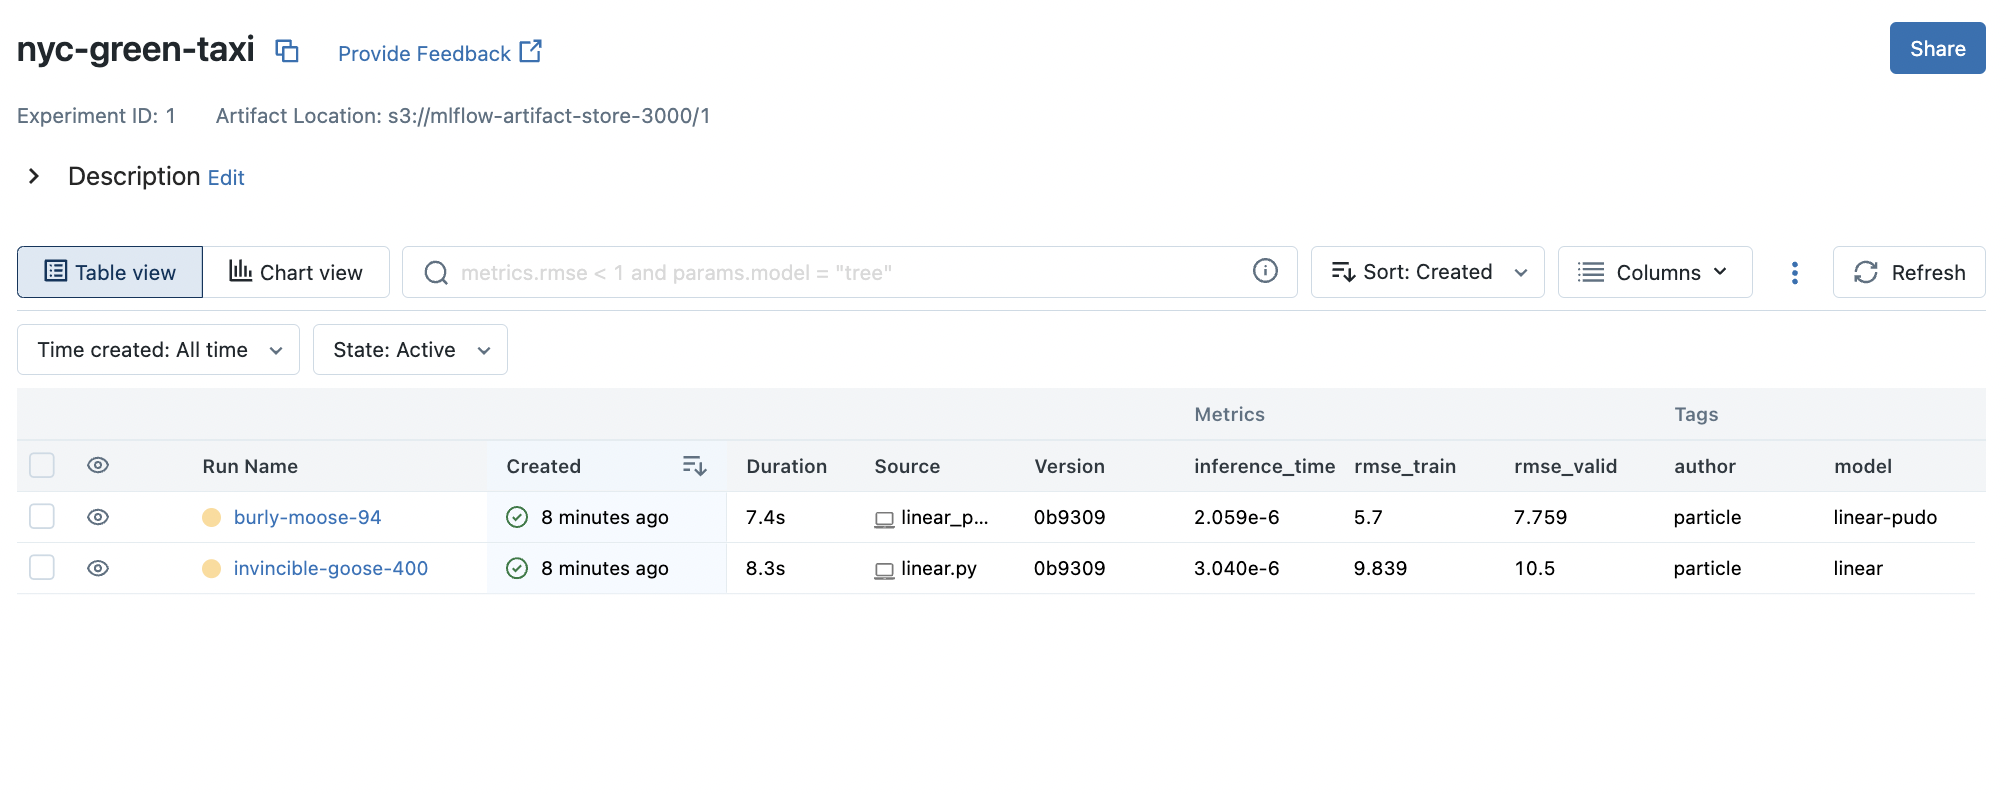 nyc-green-taxi Provide Feedback Share
Experiment ID: 1 Artifact Location: s3://mlflow-artifact-store-3000/1
Description Edit
Table view Chart view metrics.rmse < 1 and params.model = "tree" Sort: Created Columns Refresh
Time created: All time State: Active
Metrics Tags
Run Name Created Duration Source Version inference_time rmse_train rmse_valid author model
burly-moose-94 8 minutes ago 7.4s linear_p... 0b9309 2.059e-6 5.7 7.759 particle linear-pudo
invincible-goose-400 8 minutes ago 8.3s linear.py 0b9309 3.040e-6 9.839 10.5 particle linear